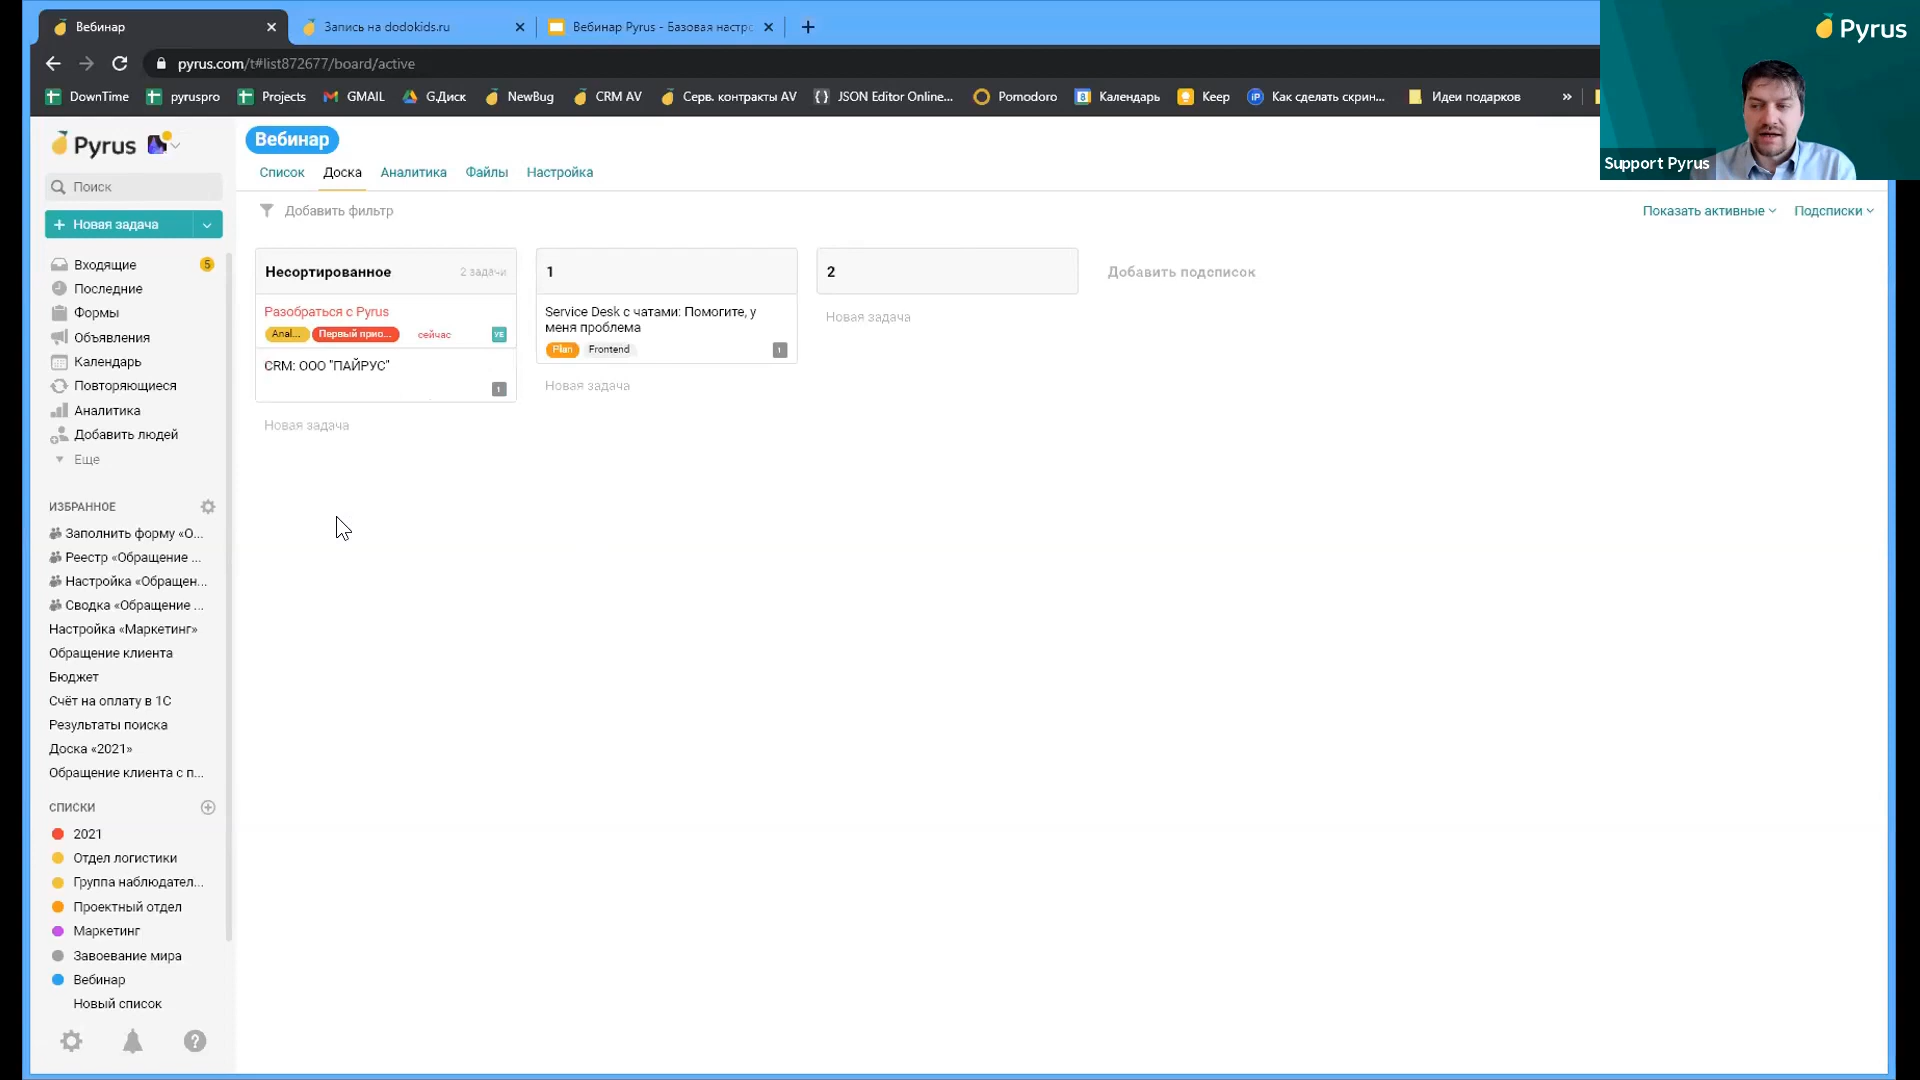 Вебинар
Запись на dodokids.ru
Вебинар Pyrus - Базовая настро
pyrus.com/t#list872677/board/active
DownTime
pyruspro
Projects
GMAIL
G.Диск
NewBug
CRM AV
Серв. контракты AV
JSON Editor Online...
Pomodoro
Календарь
Keep
Как сделать скрин...
Идеи подарков
»
Pyrus
Support Pyrus
Pyrus
Поиск
+ Новая задача
Входящие 5
Последние
Формы
Объявления
Календарь
Повторяющиеся
Аналитика
Добавить людей
Еще
ИЗБРАННОЕ
Заполнить форму «О...
Реестр «Обращение ...
Настройка «Обращен...
Сводка «Обращение ...
Настройка «Маркетинг»
Обращение клиента
Бюджет
Счёт на оплату в 1С
Результаты поиска
Доска «2021»
Обращение клиента с п...
СПИСКИ
2021
Отдел логистики
Группа наблюдател...
Проектный отдел
Маркетинг
Завоевание мира
Вебинар
Новый список
Вебинар
Список Доска Аналитика Файлы Настройка
Добавить фильтр
Показать активные
Подписки
Несортированное 2 задачи
Разобраться с Pyrus
Anal... Первый прио... сейчас УЕ
CRM: ООО "ПАЙРУС"
1
Новая задача
1
Service Desk с чатами: Помогите, у
меня проблема
Plan Frontend 1
Новая задача
2
Новая задача
Добавить подсписок